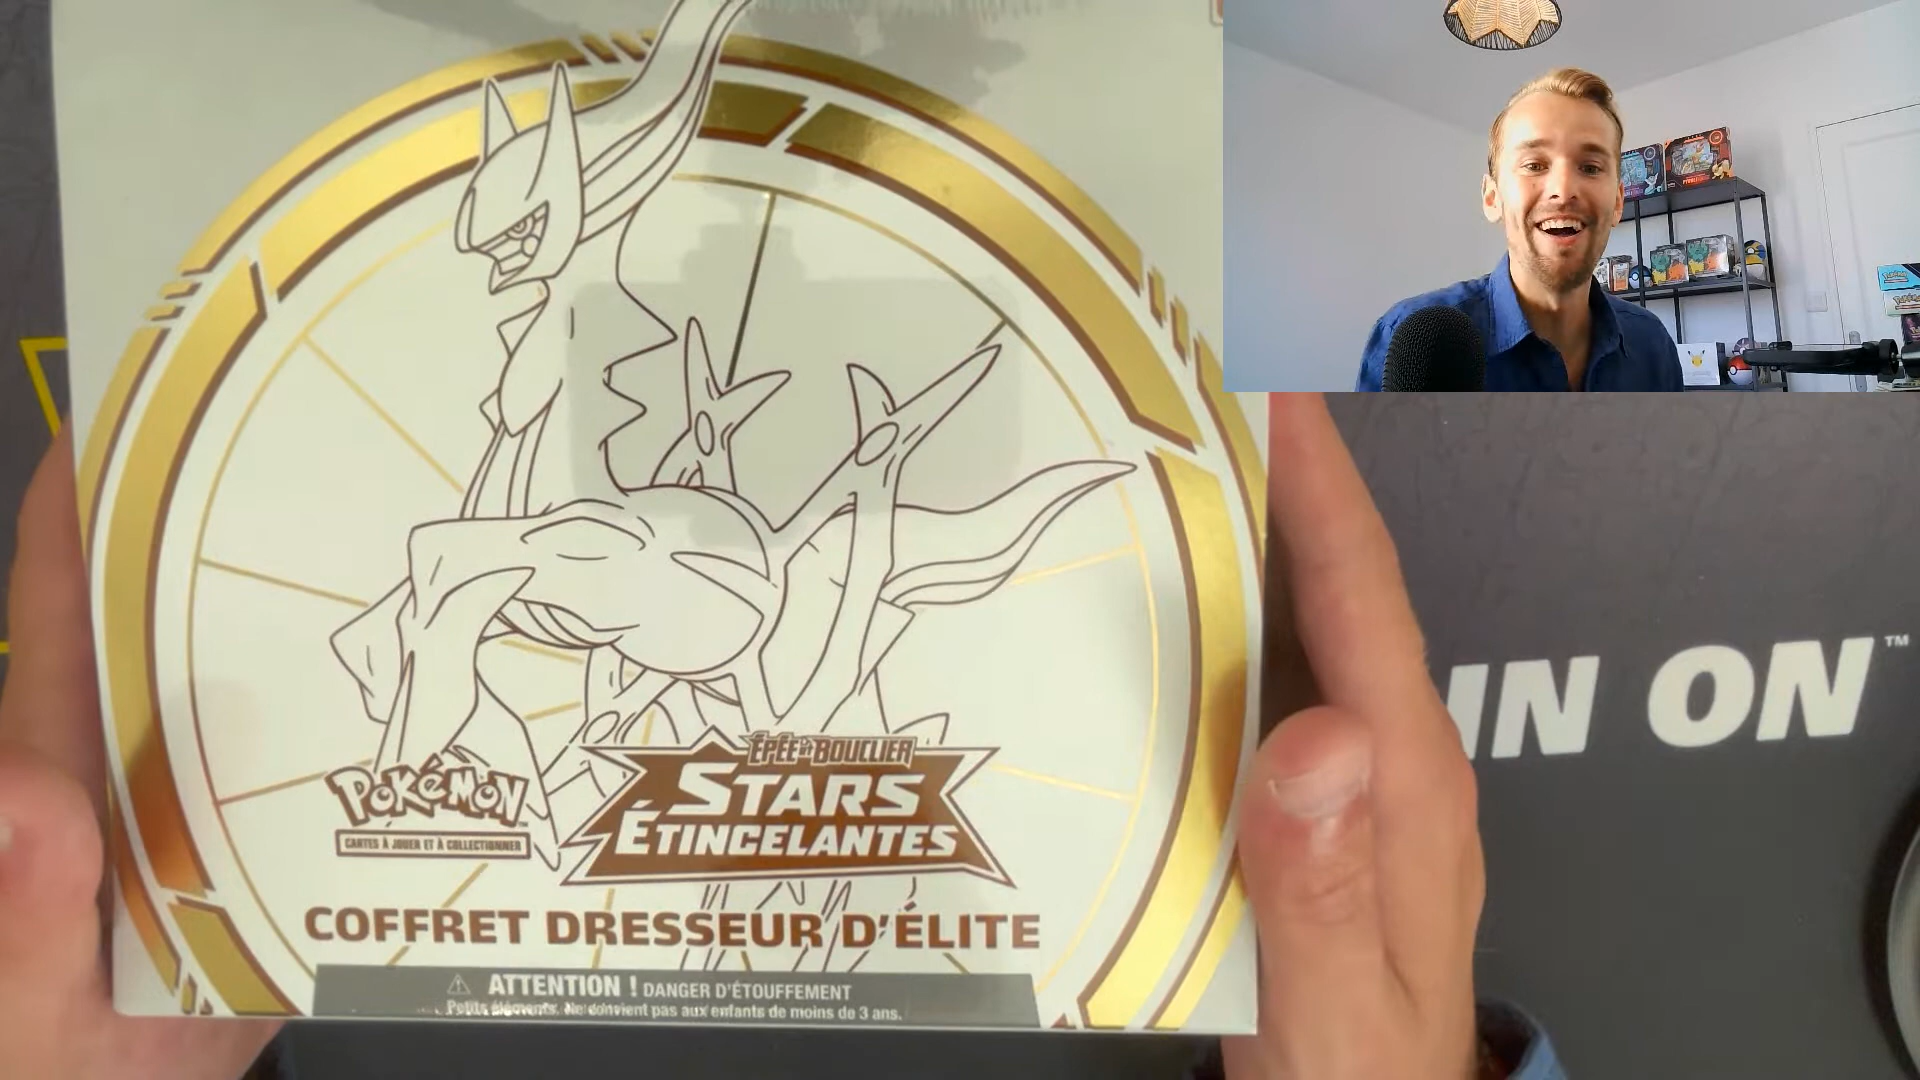 ÉPÉE ET BOUCLIER
POKÉMON
STARS
ÉTINCELANTES
CARTES À JOUER ET À COLLECTIONNER
COFFRET DRESSEUR D'ÉLITE
ATTENTION ! DANGER D'ÉTOUFFEMENT
Petits éléments. Ne convient pas aux enfants de moins de 3 ans.
IN ON™